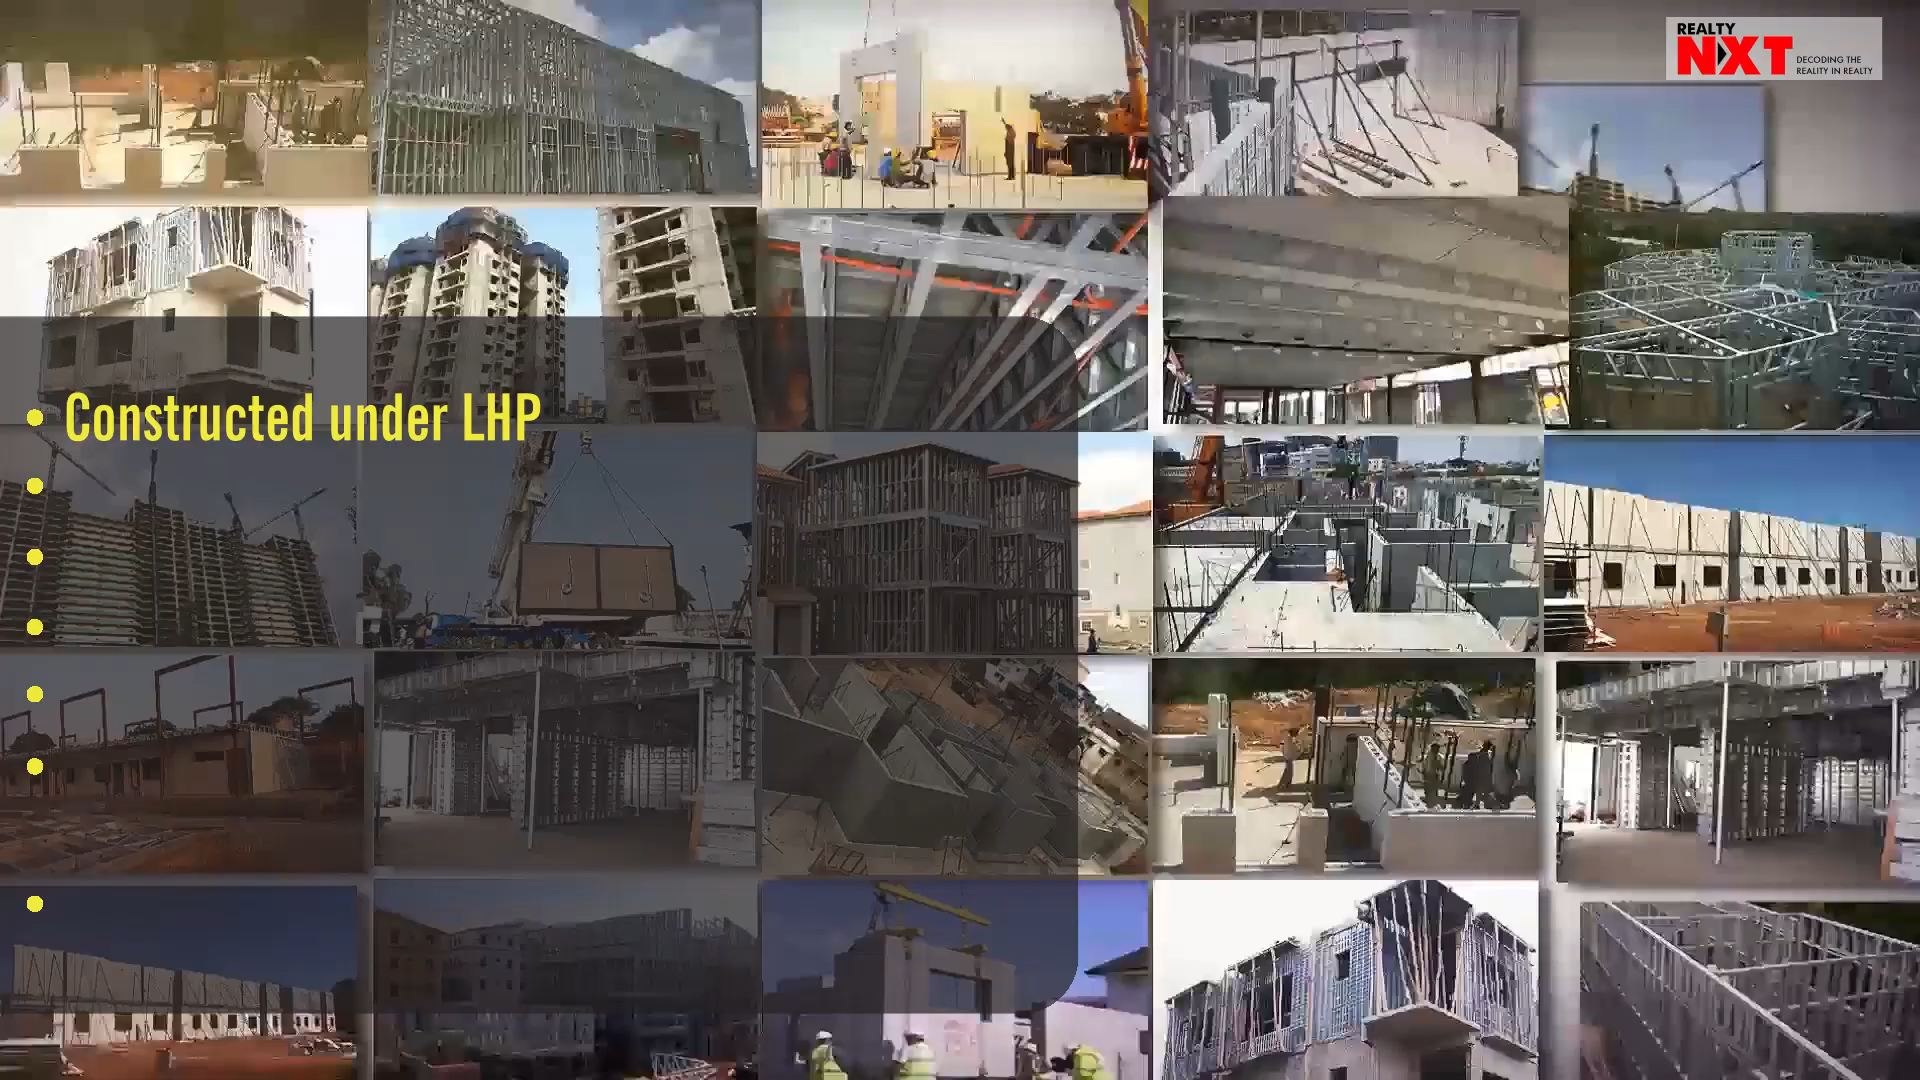 REALTY
NXT
DECODING THE
REALITY IN REALTY
• Constructed under LHP